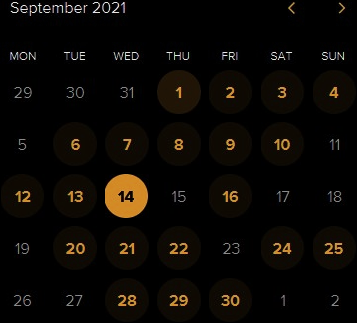 September 2021
MON TUE WED THU FRI SAT SUN
29 30 31 1 2 3 4
5 6 7 8 9 10 11
12 13 14 15 16 17 18
19 20 21 22 23 24 25
26 27 28 29 30 1 2